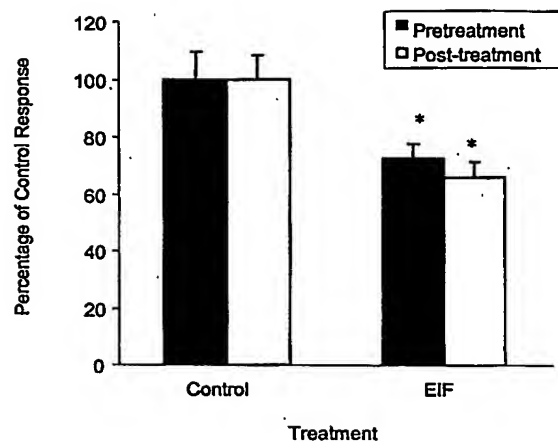 120
100
80
60
40
20
0
Percentage of Control Response
Pretreatment
Post-treatment
*
*
Control
EIF
Treatment